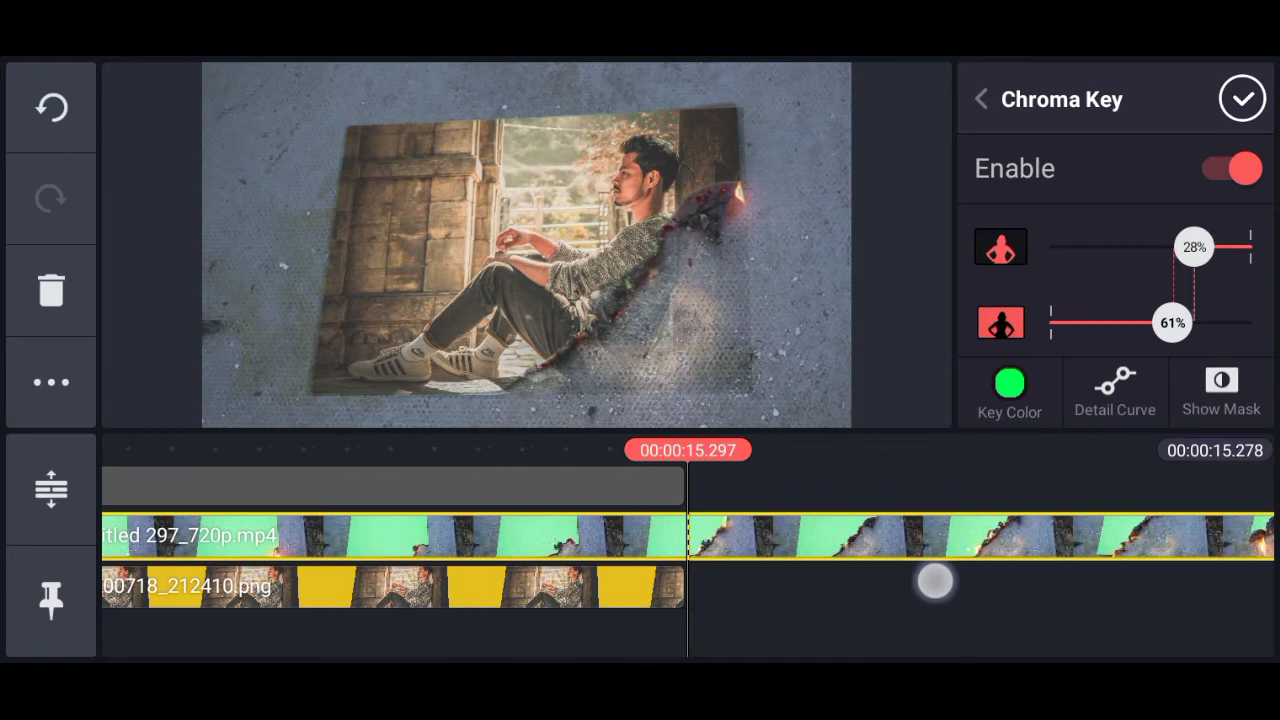 Chroma Key
Enable
28%
61%
Key Color
Detail Curve
Show Mask
00:00:15.297
00:00:15.278
itled 297_720p.mp4
00718_212410.png